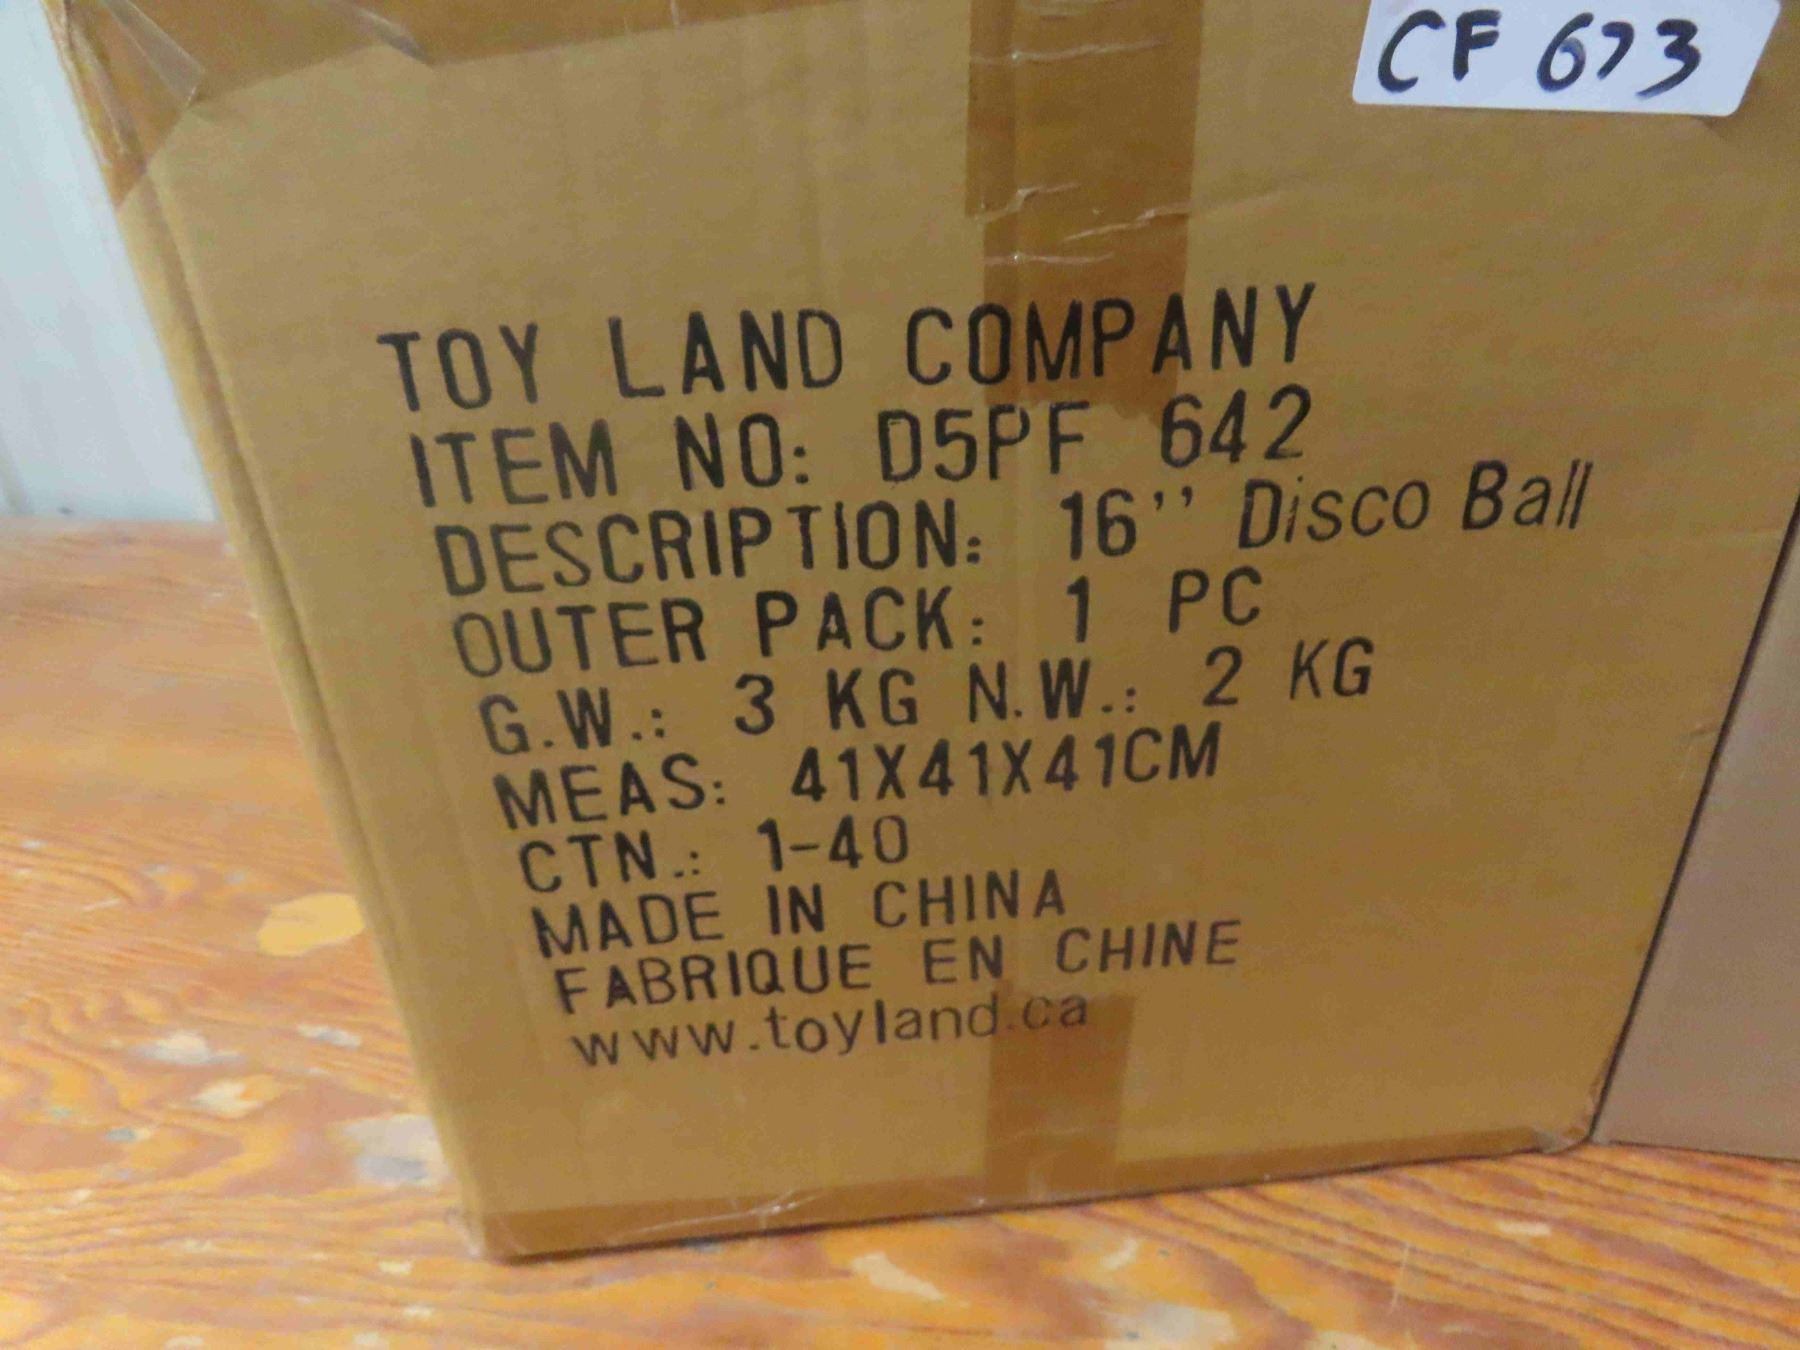 CF 673
TOY LAND COMPANY
ITEM NO: D5PF 642
DESCRIPTION: 16'' Disco Ball
OUTER PACK: 1 PC
G.W.: 3 KG N.W.: 2 KG
MEAS: 41X41X41CM
CTN.: 1-40
MADE IN CHINA
FABRIQUE EN CHINE
www.toyland.ca